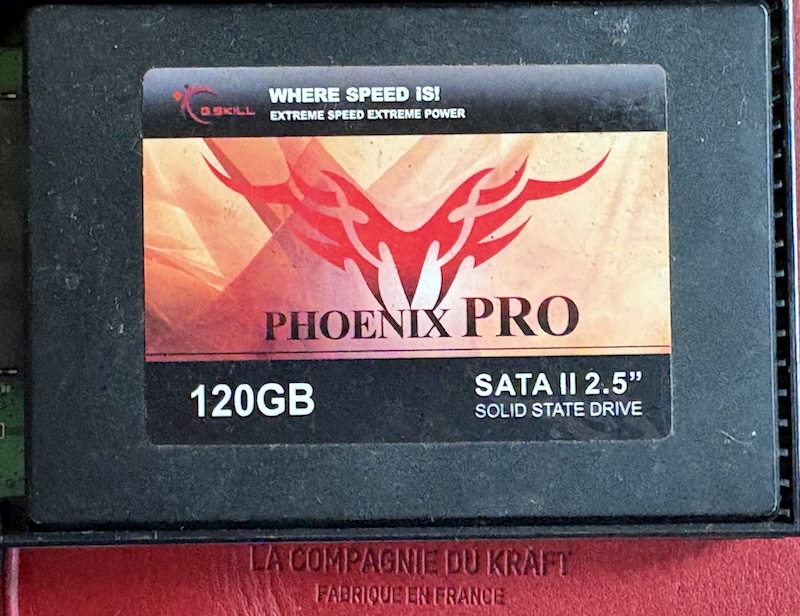 G.SKILL
WHERE SPEED iS!
EXTREME SPEED EXTREME POWER
PHOENIX PRO
120GB
SATA II 2.5”
SOLID STATE DRIVE
LA COMPAGNIE DU KRAFT
FABRIQUE EN FRANCE